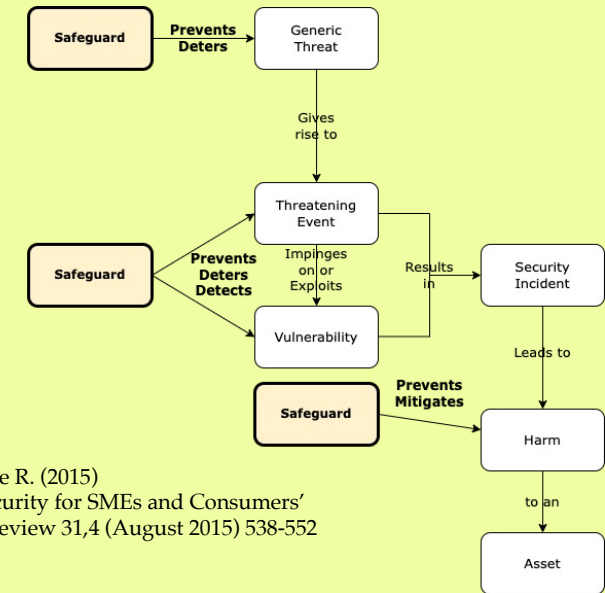 Safeguard
Prevents
Deters
Generic
Threat
Gives
rise to
Threatening
Event
Safeguard
Prevents
Deters
Detects
Impinges
on or
Exploits
Results
in
Security
Incident
Vulnerability
Leads to
Safeguard
Prevents
Mitigates
Harm
e R. (2015)
curity for SMEs and Consumers’
eview 31,4 (August 2015) 538-552
to an
Asset